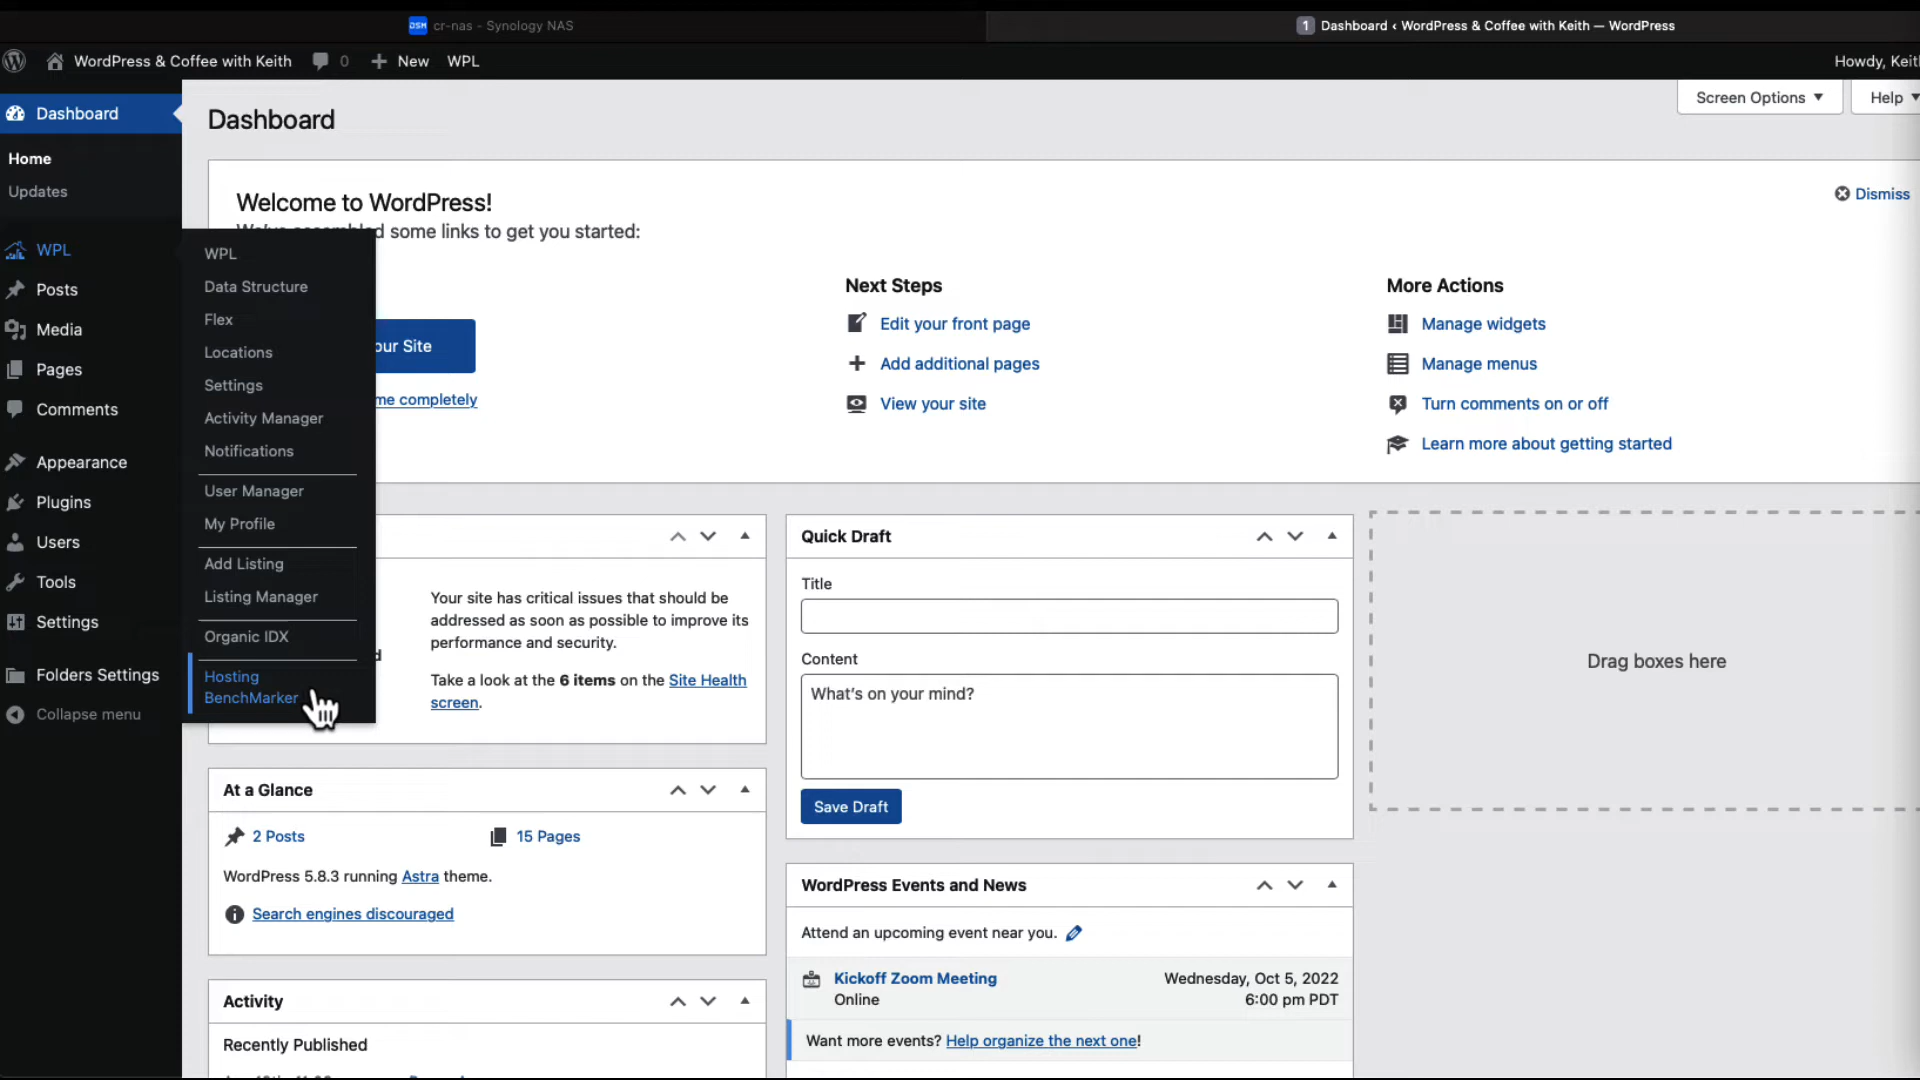 DSM cr-nas - Synology NAS
1 Dashboard ‹ WordPress & Coffee with Keith — WordPress
WordPress & Coffee with Keith 0 New WPL
Howdy, Keit
Dashboard
Home
Updates
WPL
Posts
Media
Pages
Comments
Appearance
Plugins
Users
Tools
Settings
Folders Settings
Collapse menu
WPL
Data Structure
Flex
Locations
Settings
Activity Manager
Notifications
User Manager
My Profile
Add Listing
Listing Manager
Organic IDX
Hosting
BenchMarker
Dashboard
Screen Options
Help
Welcome to WordPress!
Dismiss
We've assembled some links to get you started:
our Site
me completely
Next Steps
Edit your front page
Add additional pages
View your site
More Actions
Manage widgets
Manage menus
Turn comments on or off
Learn more about getting started
d
Your site has critical issues that should be
addressed as soon as possible to improve its
performance and security.
Take a look at the 6 items on the Site Health
screen.
At a Glance
2 Posts
15 Pages
WordPress 5.8.3 running Astra theme.
Search engines discouraged
Activity
Recently Published
Quick Draft
Title
Content
What's on your mind?
Save Draft
WordPress Events and News
Attend an upcoming event near you.
Kickoff Zoom Meeting
Online
Wednesday, Oct 5, 2022
6:00 pm PDT
Want more events? Help organize the next one!
Drag boxes here